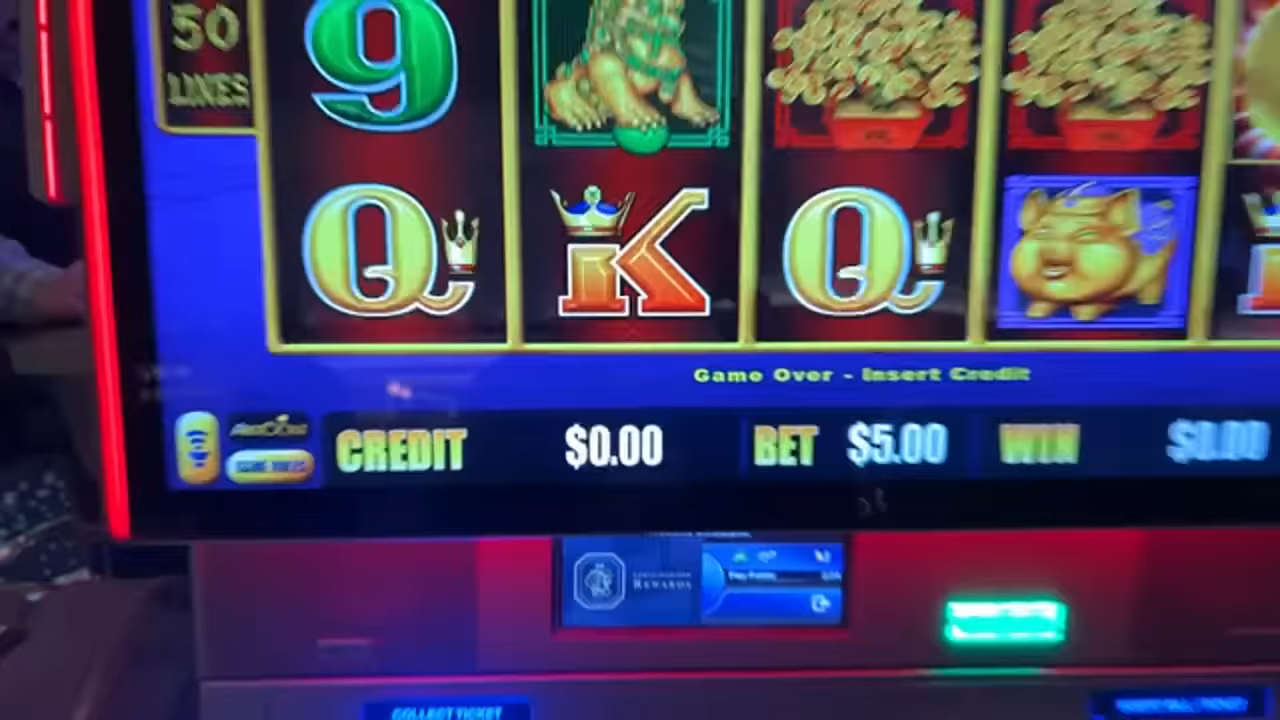 50
LINES
9
Q K Q K
Game Over - Insert Credit
CREDIT $0.00 BET $5.00 WIN $0.00
REWARDS
COLLECT TICKET